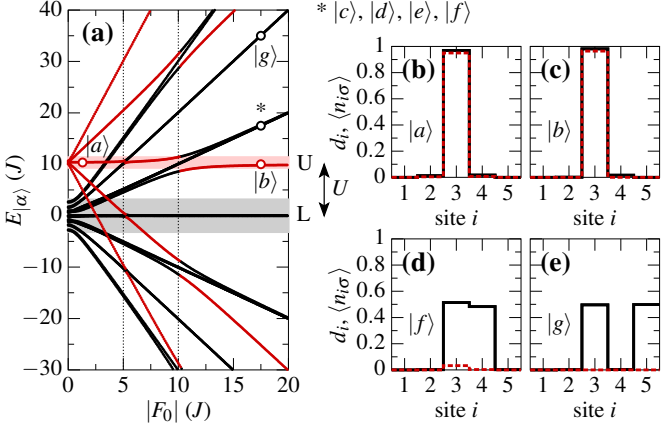 * |c⟩, |d⟩, |e⟩, |f⟩
(a)
40
30
20
10
0
−10
−20
−30
E|α⟩ (J)
0
5
10
15
20
|F₀| (J)
|a⟩
|g⟩
*
|b⟩
U
U
L
(b)
1
0.8
0.6
0.4
0.2
0
di, ⟨niσ⟩
|a⟩
1 2 3 4 5
site i
(c)
|b⟩
1 2 3 4 5
site i
(d)
1
0.8
0.6
0.4
0.2
0
di, ⟨niσ⟩
|f⟩
1 2 3 4 5
site i
(e)
|g⟩
1 2 3 4 5
site i